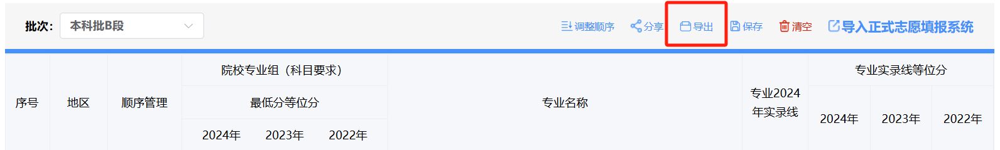 批次： 本科批B段 调整顺序 分享 导出 保存 清空 导入正式志愿填报系统
院校专业组（科目要求） 专业实录线等位分
序号 地区 顺序管理 最低分等位分 专业名称 专业2024
年实录线
2024年 2023年 2022年 2024年 2023年 2022年